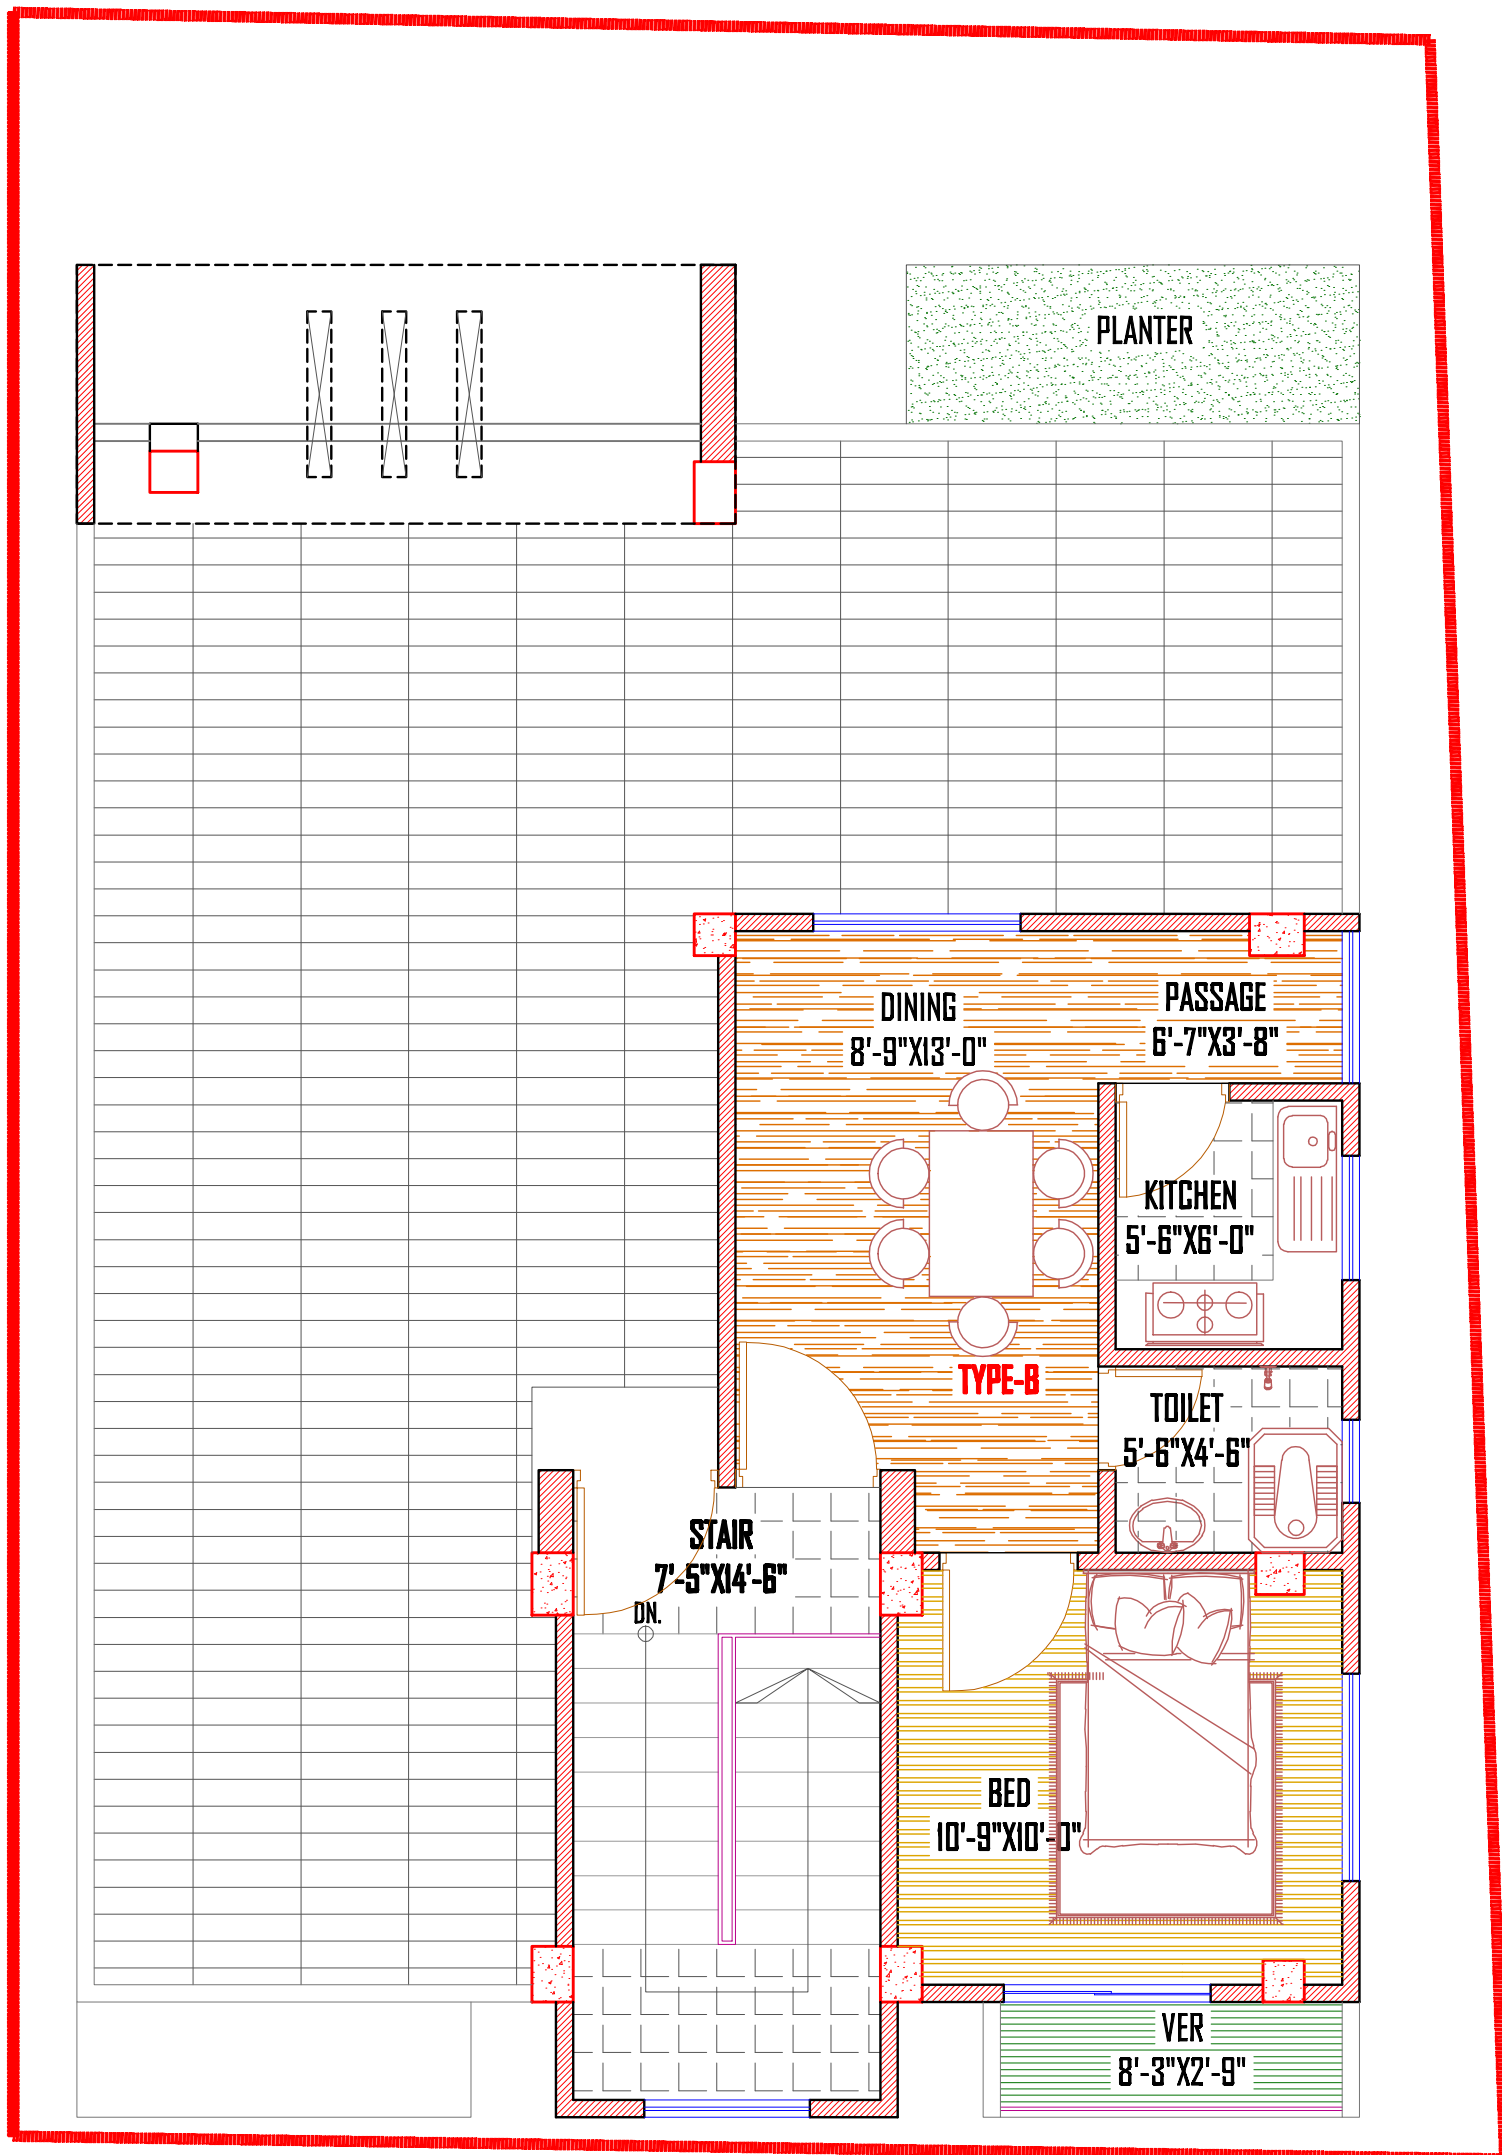 PLANTER
DINING
8'-9"X13'-0"
PASSAGE
6'-7"X3'-8"
KITCHEN
5'-6"X6'-0"
TYPE-B
TOILET
5'-6"X4'-6"
STAIR
7'-5"X14'-6"
DN.
BED
10'-9"X10'-0"
VER
8'-3"X2'-9"